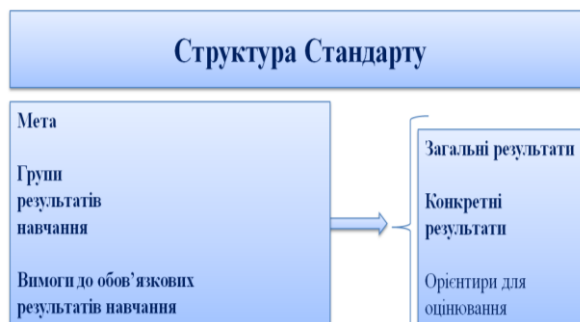 Структура Стандарту
Мета
Групи
результатів
навчання
Вимоги до обов’язкових
результатів навчання
Загальні результати
Конкретні
результати
Орієнтири для
оцінювання